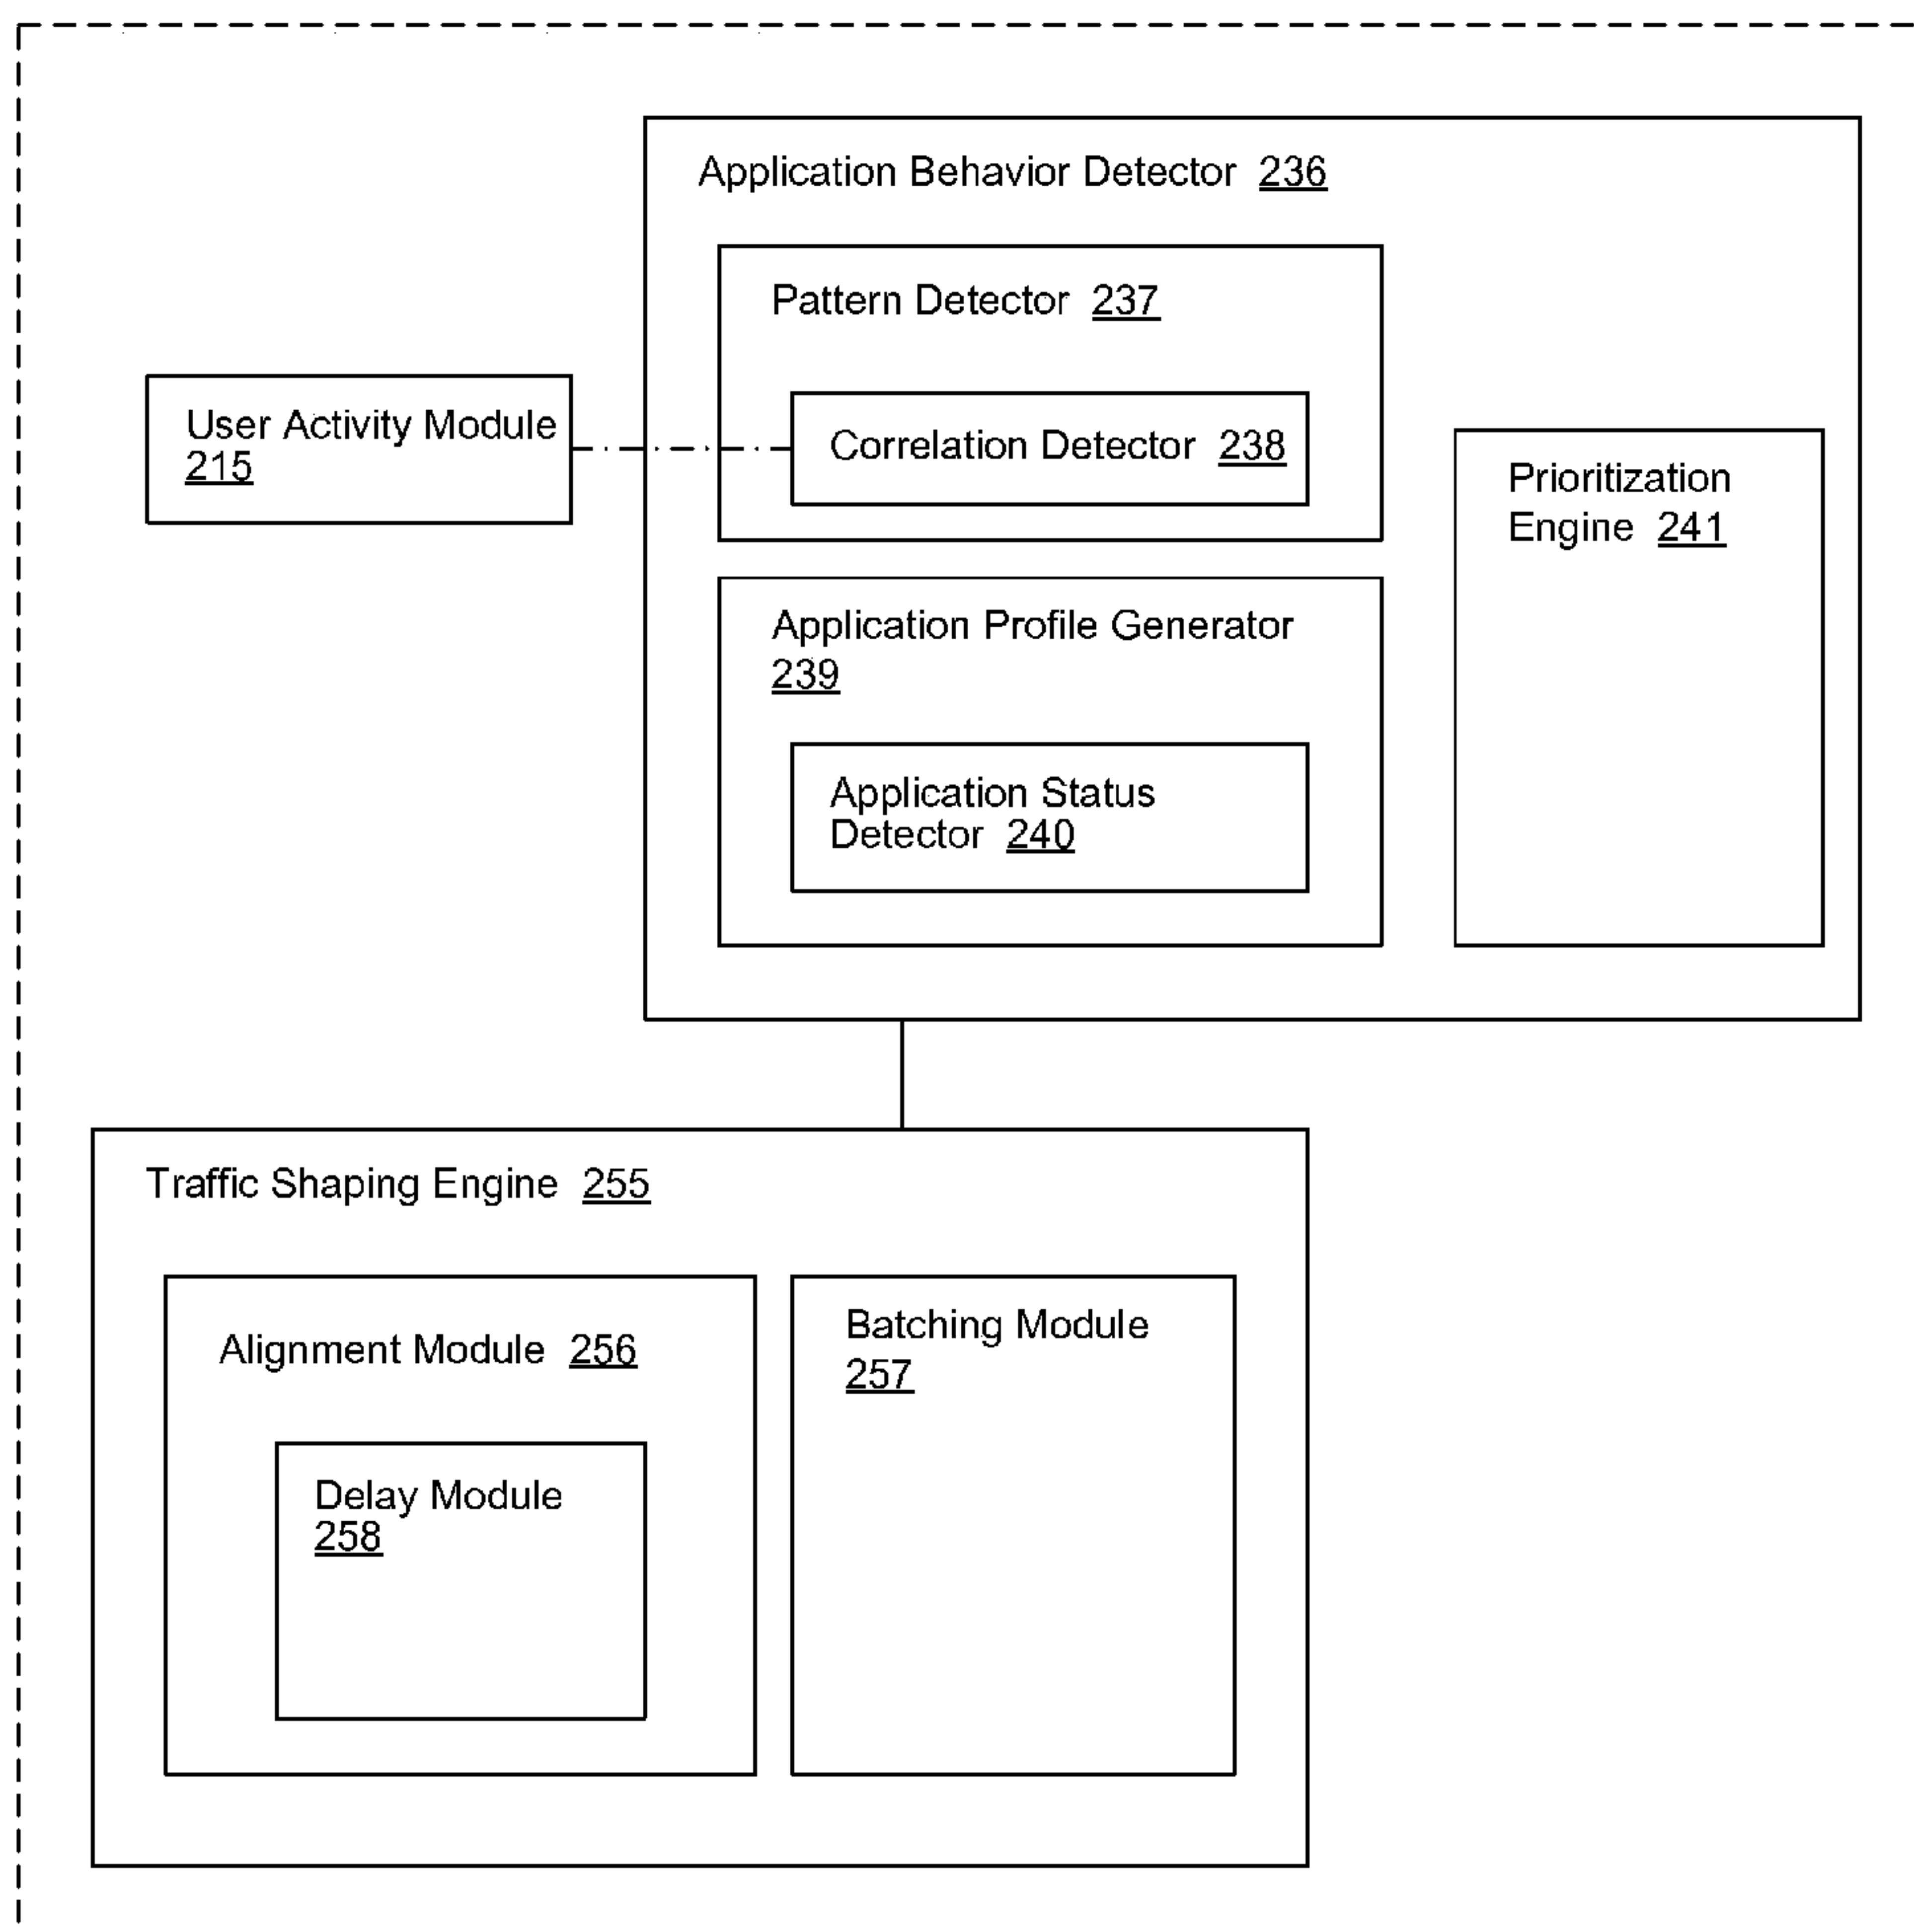 Application Behavior Detector 236
Pattern Detector 237
Correlation Detector 238
User Activity Module
215
Prioritization
Engine 241
Application Profile Generator
239
Application Status
Detector 240
Traffic Shaping Engine 255
Alignment Module 256
Delay Module
258
Batching Module
257